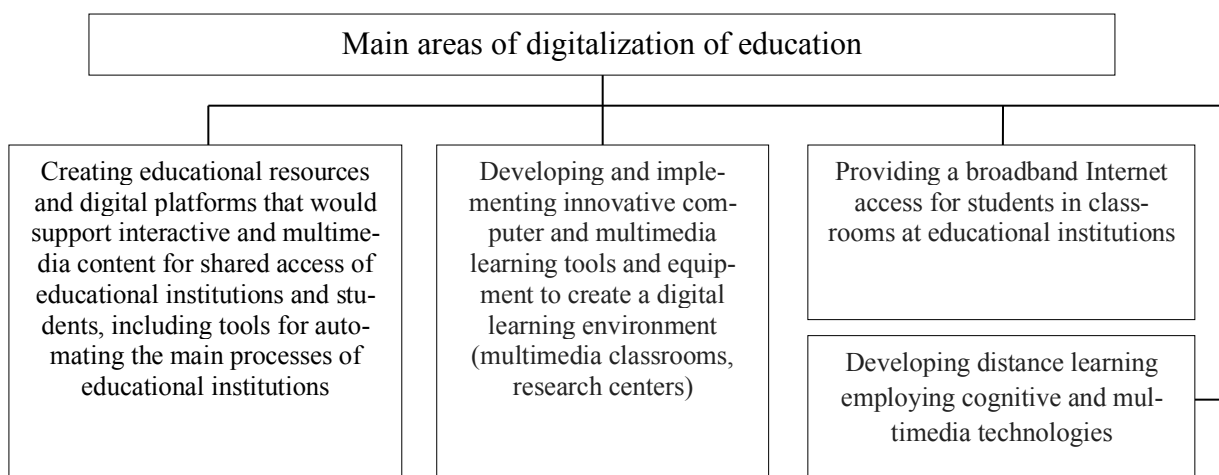 Main areas of digitalization of education
Creating educational resources
and digital platforms that would
support interactive and multime-
dia content for shared access of
educational institutions and stu-
dents, including tools for auto-
mating the main processes of
educational institutions
Developing and imple-
menting innovative com-
puter and multimedia
learning tools and equip-
ment to create a digital
learning environment
(multimedia classrooms,
research centers)
Providing a broadband Internet
access for students in class-
rooms at educational institutions
Developing distance learning
employing cognitive and mul-
timedia technologies